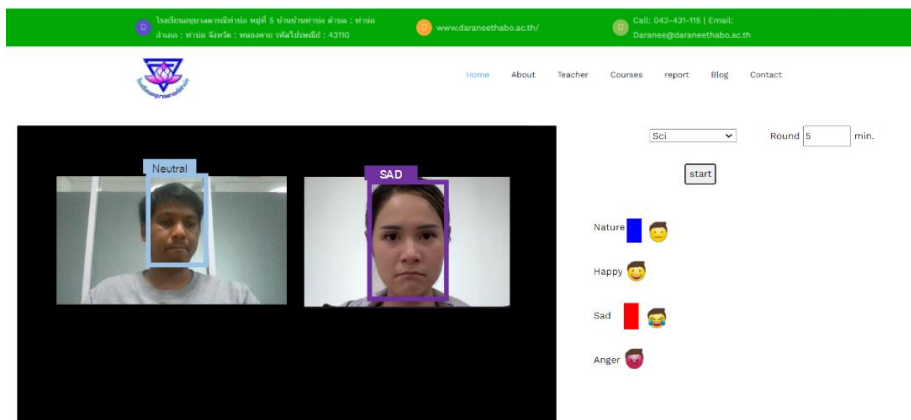 โรงเรียนอนุบาลดารณีท่าบ่อ หมู่ที่ 5 บ้านบ้านท่าบ่อ ตำบล : ท่าบ่อ
อำเภอ : ท่าบ่อ จังหวัด : หนองคาย รหัสไปรษณีย์ : 43110
www.daraneethabo.ac.th/
Call: 042-431-115 | Email:
Daranee@daraneethabo.ac.th
Home About Teacher Courses report Blog Contact
Sci Round 5 min.
start
Neutral
SAD
Nature
Happy
Sad
Anger